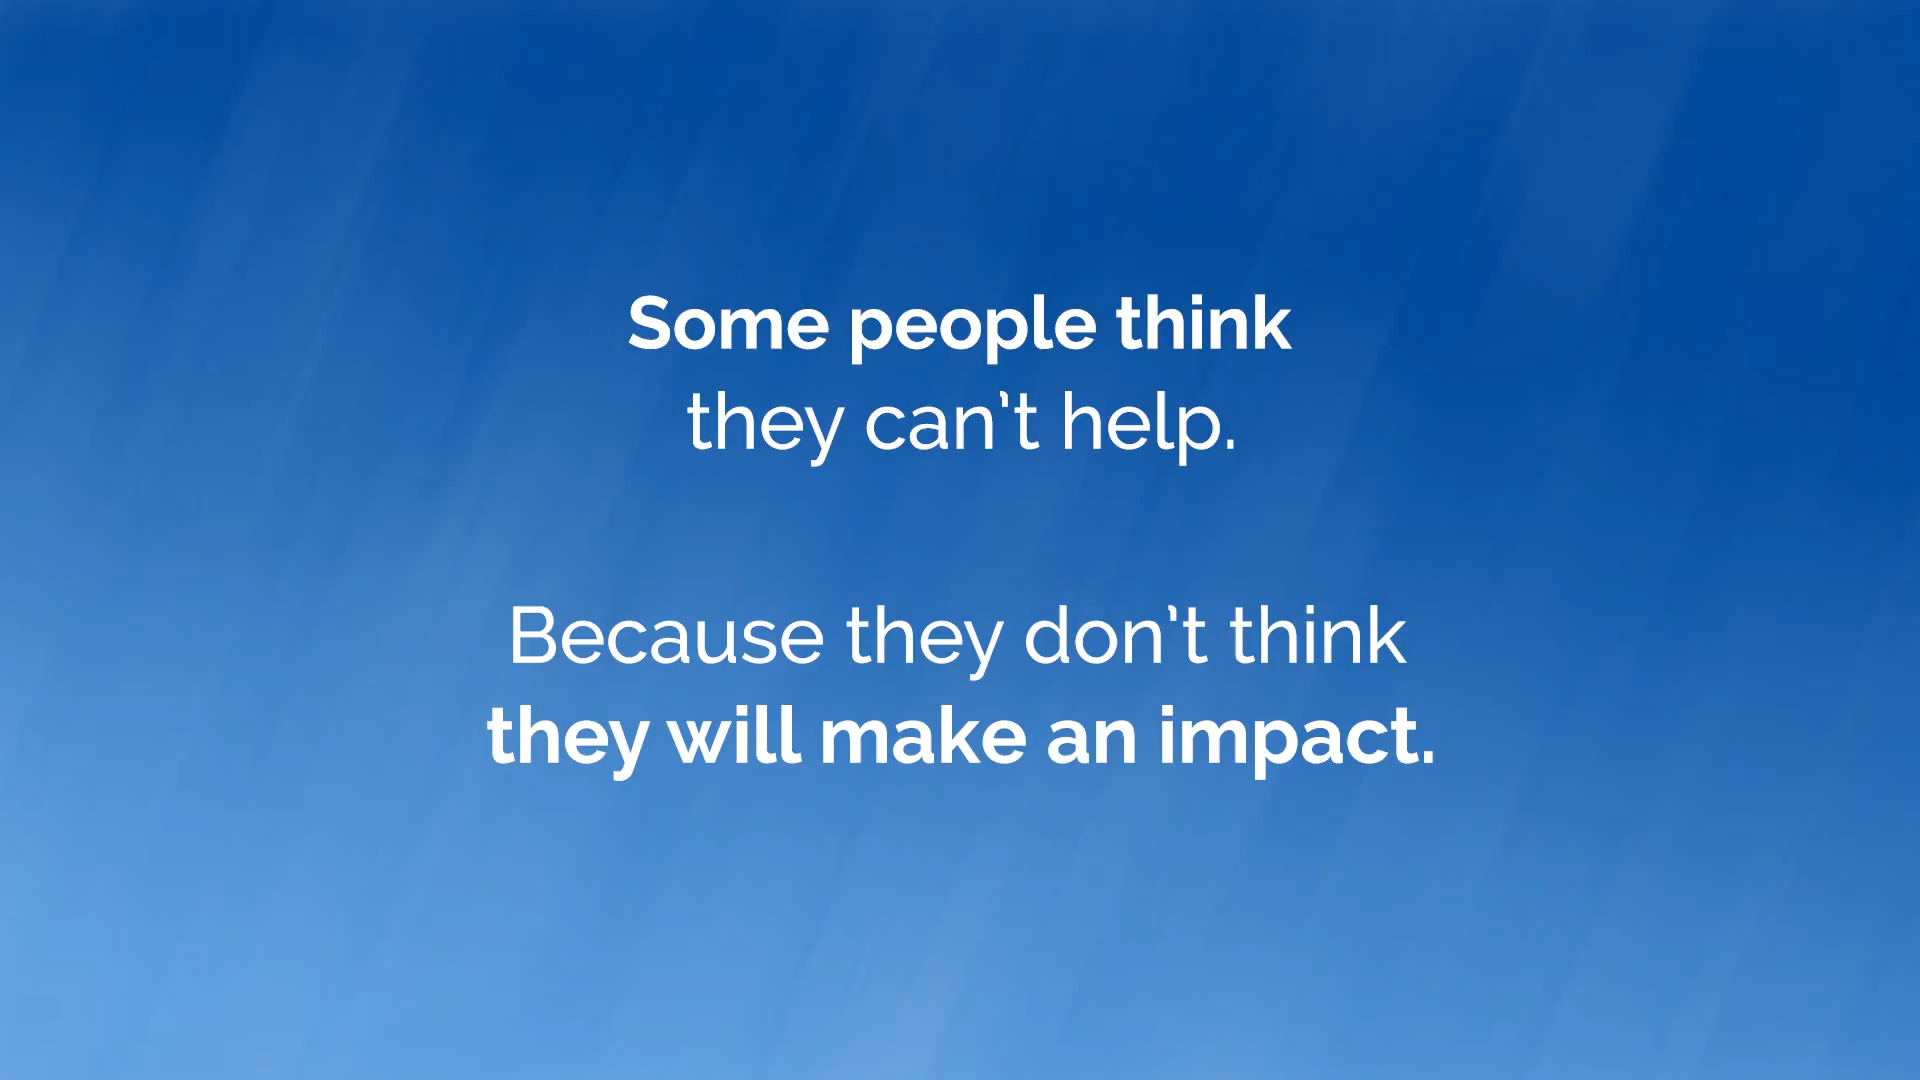 Some people think
they can't help.
Because they don't think
they will make an impact.